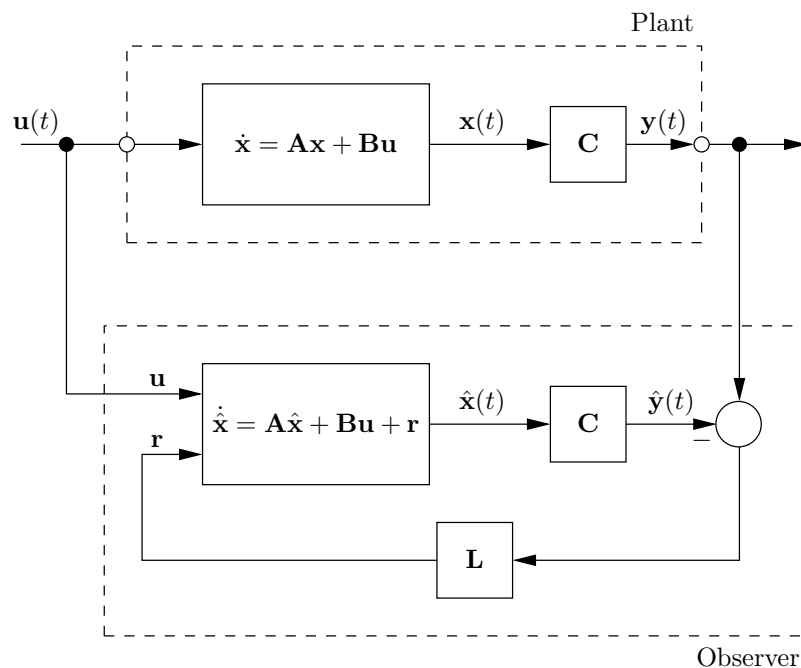 Plant
u(t)
ẋ = Ax + Bu
x(t)
C
y(t)
u
r
x̂̇ = Ax̂ + Bu + r
x̂(t)
C
ŷ(t)
−
L
Observer